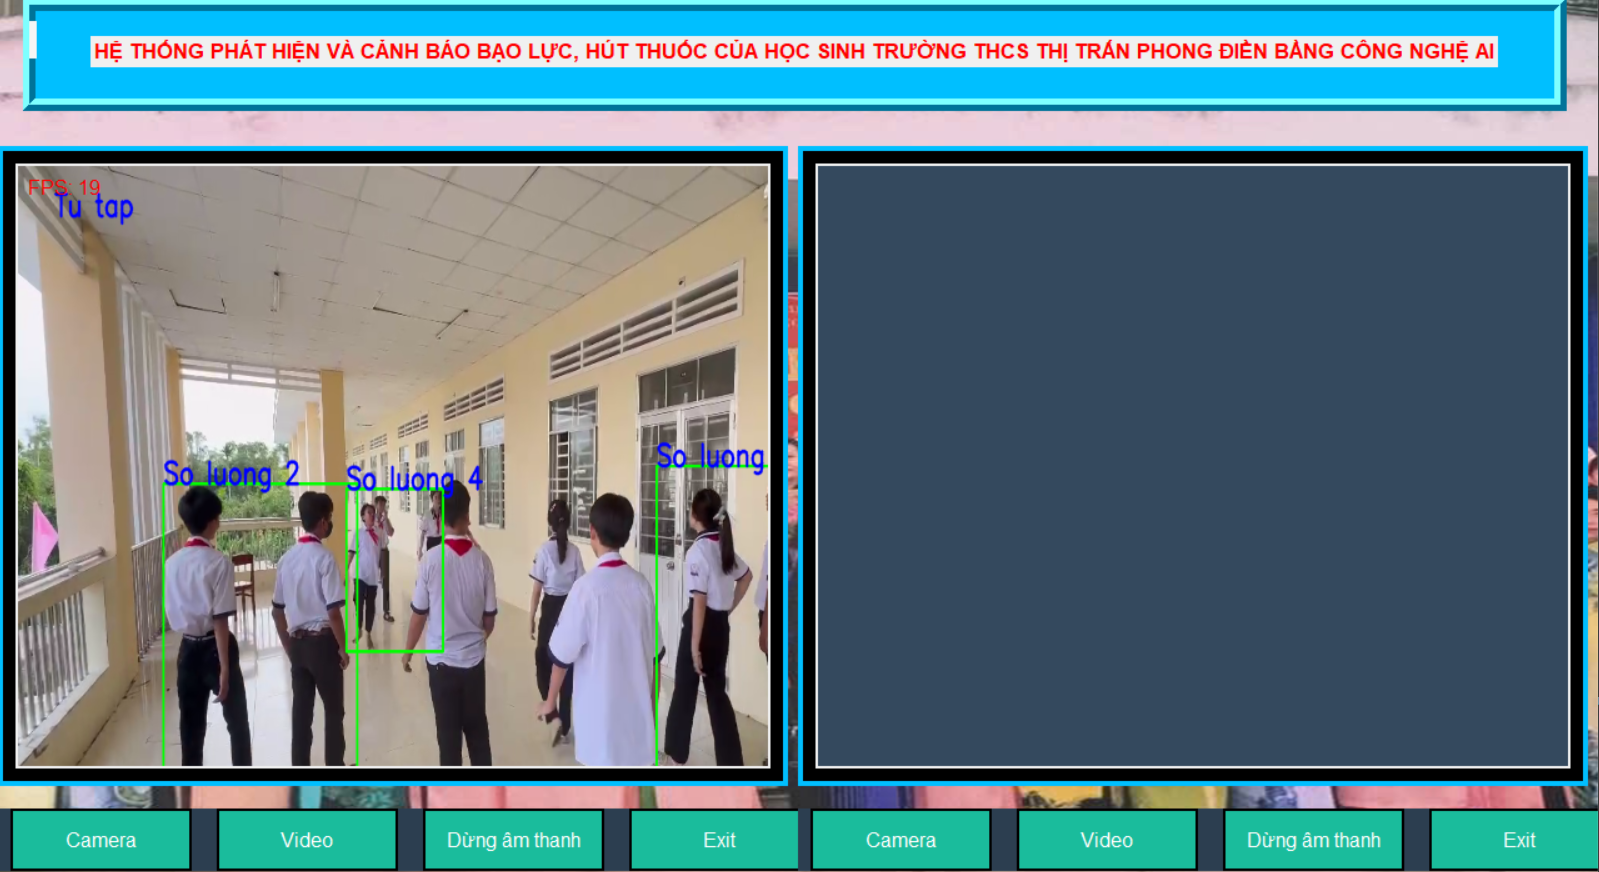 HỆ THỐNG PHÁT HIỆN VÀ CẢNH BÁO BẠO LỰC, HÚT THUỐC CỦA HỌC SINH TRƯỜNG THCS THỊ TRẤN PHONG ĐIỀN BẰNG CÔNG NGHỆ AI
FPS: 19
Tu tap
So luong 2
So luong 4
So luong
Camera
Video
Dừng âm thanh
Exit
Camera
Video
Dừng âm thanh
Exit